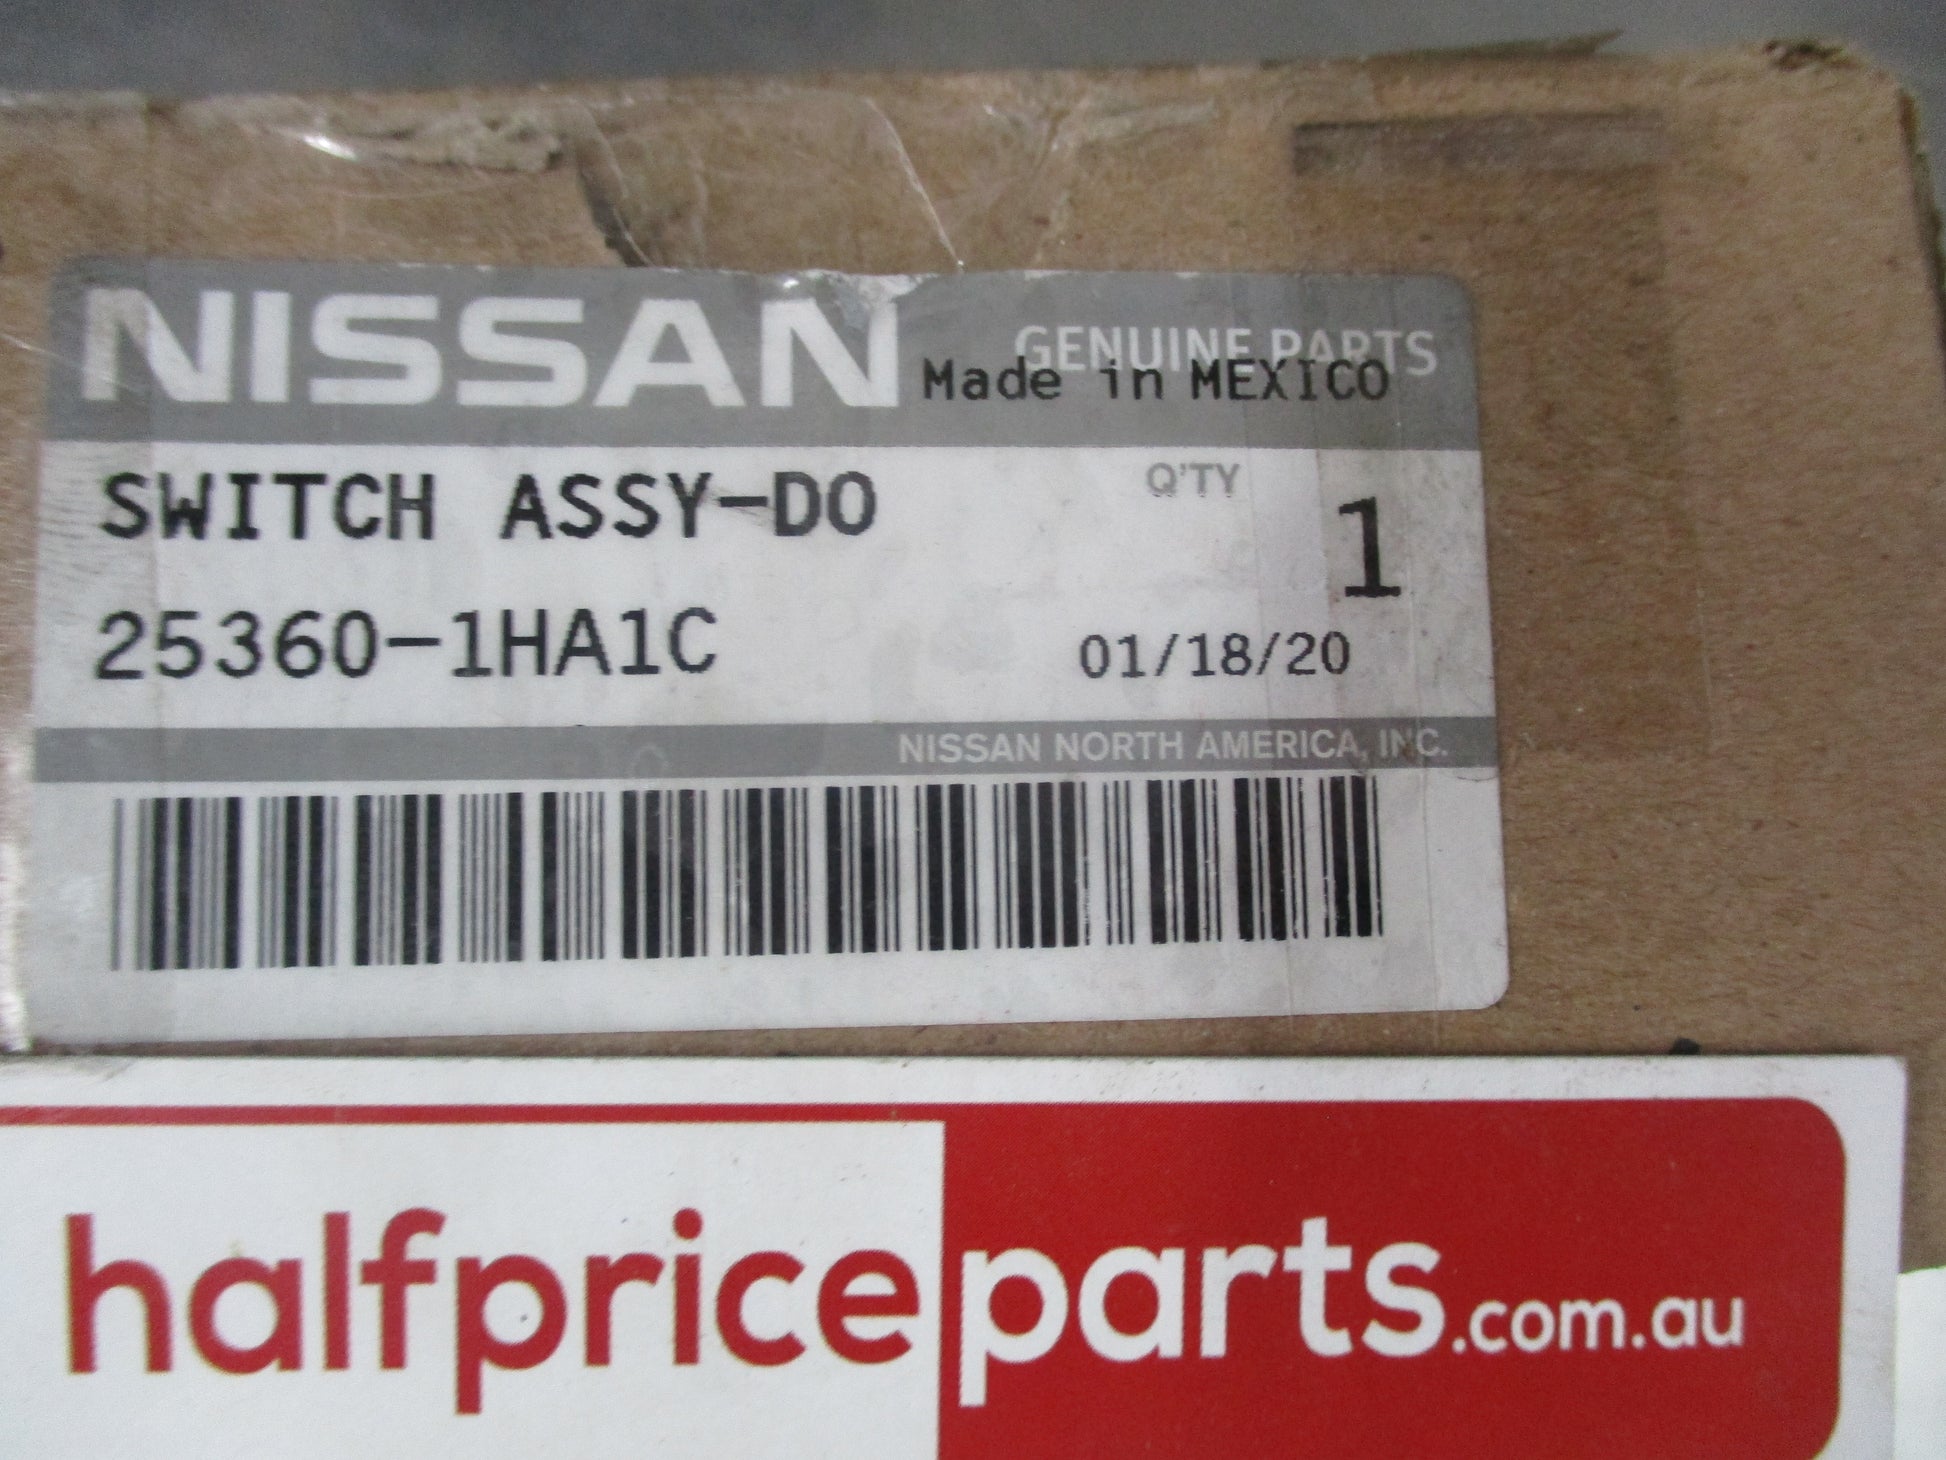 NISSAN GENUINE PARTS
Made in MEXICO
SWITCH ASSY-DO
Q'TY
1
25360-1HA1C
01/18/20
NISSAN NORTH AMERICA, INC.
halfpriceparts.com.au